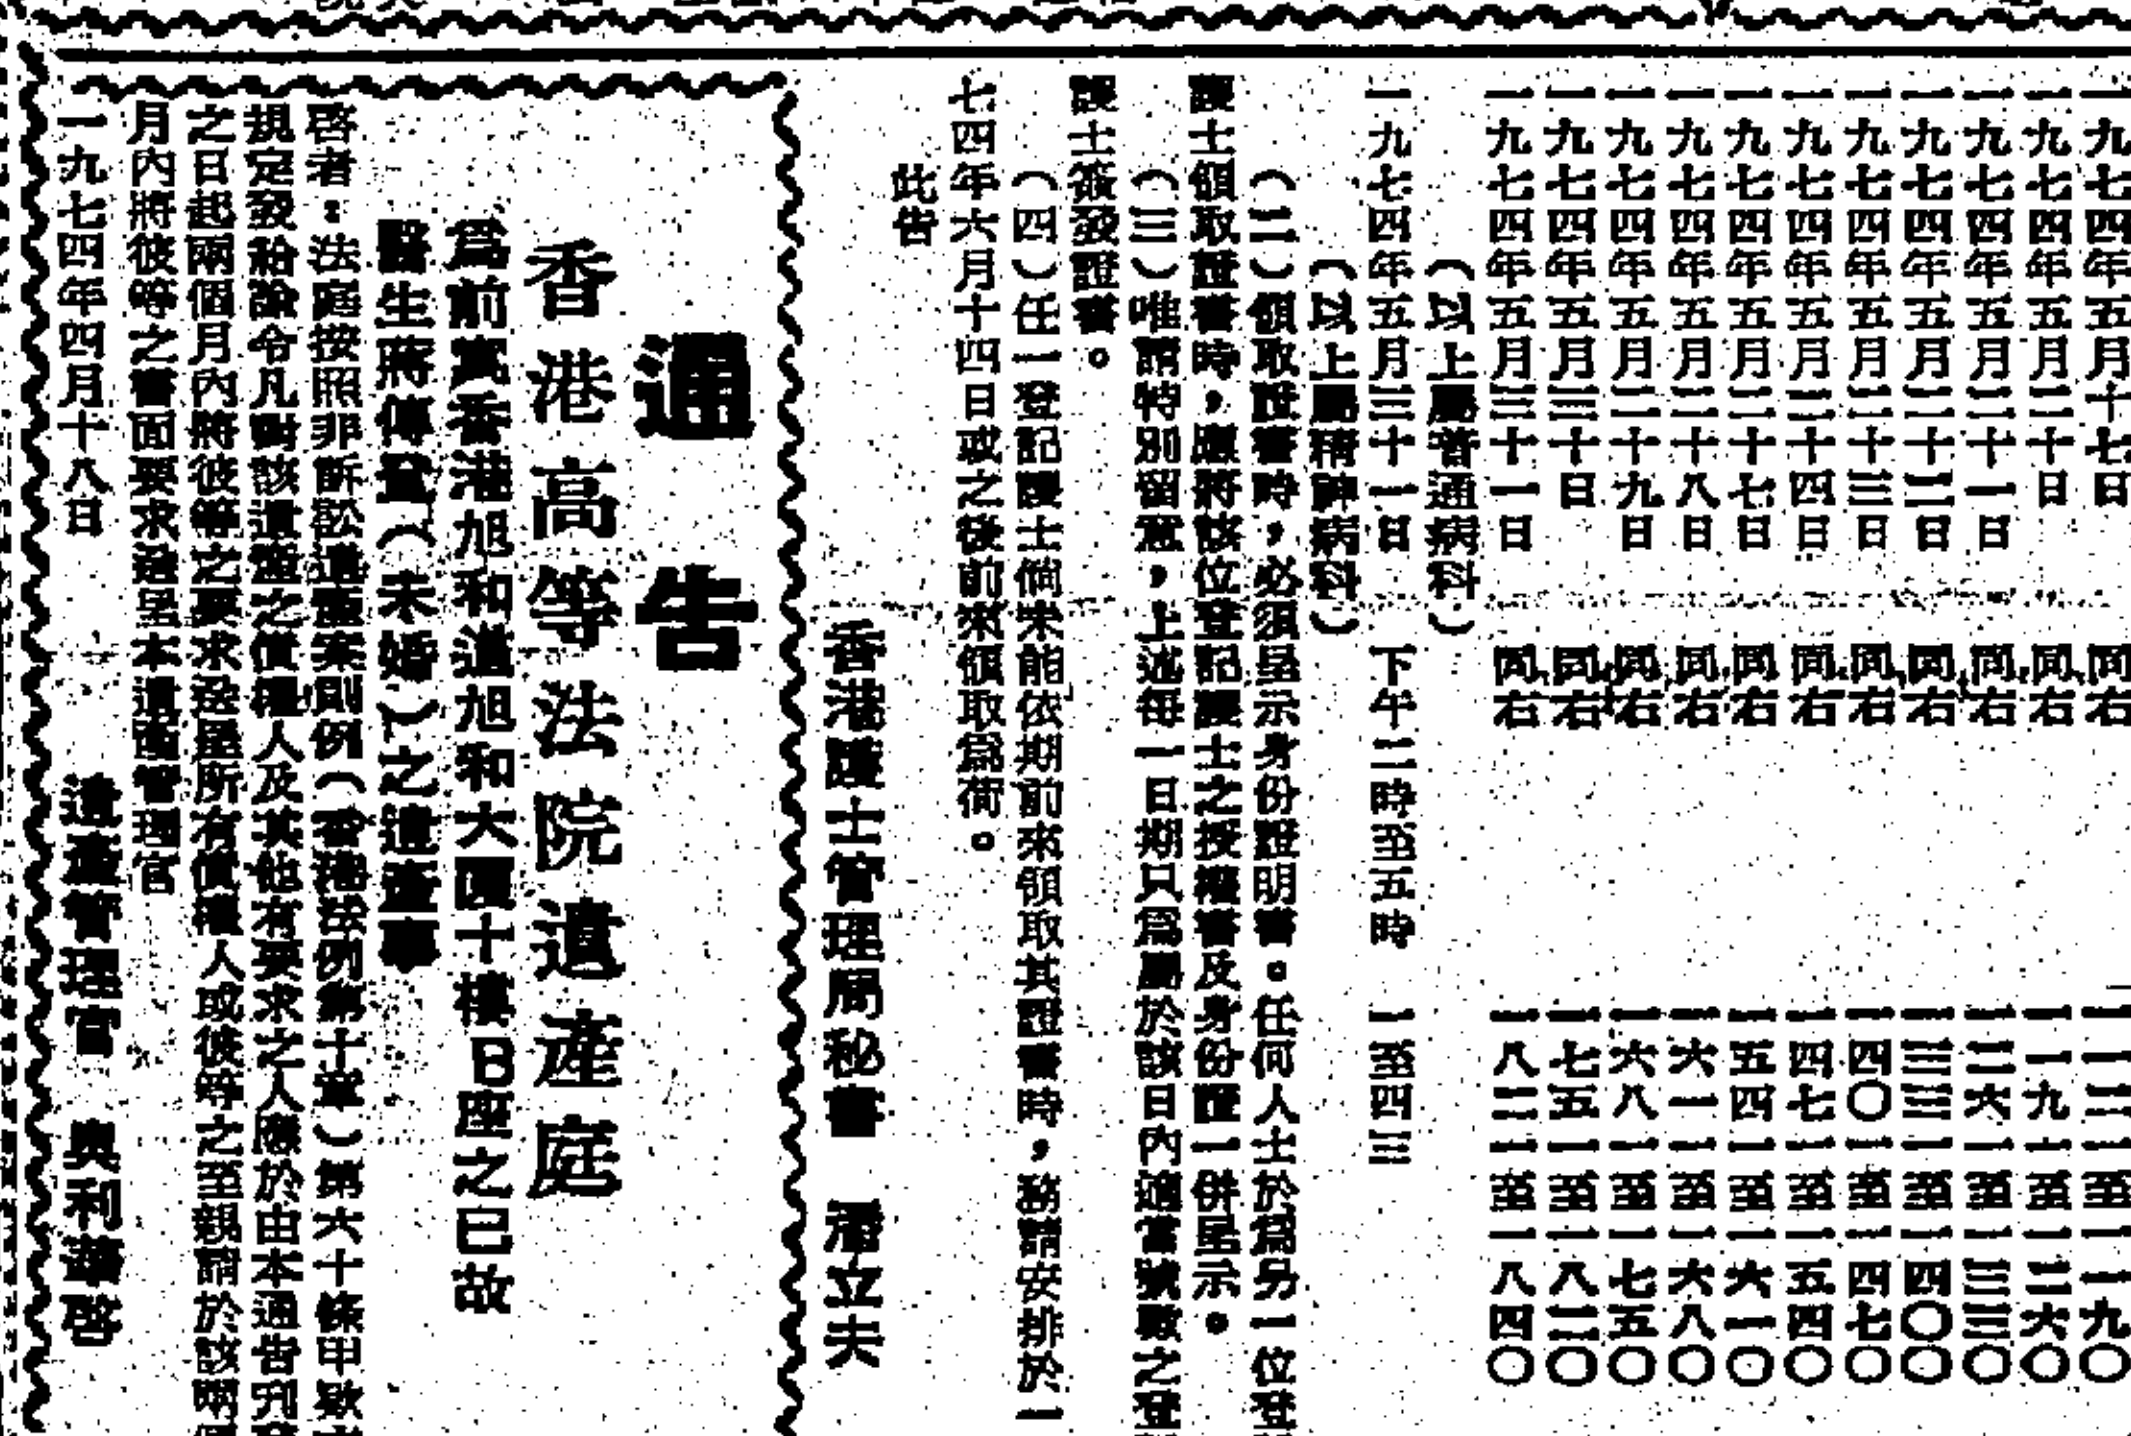 一九七四年五月十七日 同右 一一二一至一一九〇
一九七四年五月二十日 同右 一一九一至一二六〇
一九七四年五月二十一日 同右 一二六一至一三三〇
一九七四年五月二十二日 同右 一三三一至一四〇〇
一九七四年五月二十三日 同右 一四〇一至一四七〇
一九七四年五月二十四日 同右 一四七一至一五四〇
一九七四年五月二十七日 同右 一五四一至一六一〇
一九七四年五月二十八日 同右 一六一一至一六八〇
一九七四年五月二十九日 同右 一六八一至一七五〇
一九七四年五月三十日 同右 一七五一至一八二〇
一九七四年五月三十一日 同右 一八二一至一八四〇
（以上屬普通病科）
一九七四年五月三十一日 下午二時至五時 一至四三
（以上屬精神病科）
（二）領取證書時，必須呈示身份證明書。任何人士於爲另一位登
護士領取證書時，應將該位登記護士之授權書及身份證一併呈示。
（三）唯請特別留意，上述每一日期只爲屬於該日內適當號數之登
護士簽發證書。
（四）任一登記護士倘未能依期前來領取其證書時，務請安排於一
七四年六月十四日或之後前來領取爲荷。
此告
香港護士管理局秘書 潘立夫
通告
香港高等法院遺產庭
爲前寓香港旭和道旭和大厦十樓B座之已故
醫生蔣傳（未婚）之遺產事
啓者：法庭按照非訴訟遺產案則例（香港法例第十章）第六十條甲欵
規定發給諭令凡對該遺產之債權人及其他有要求之人應於由本通告刊
之日起兩個月內將彼等之要求送呈所有債權人或彼等之至親請於該兩
月內將彼等之書面要求送呈本遺產管理官
一九七四年四月十八日 遺產管理官 奧利華啓